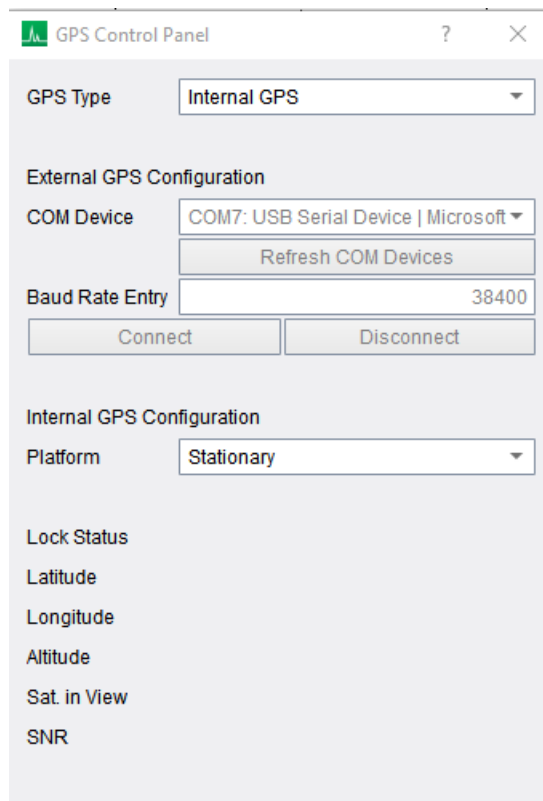 GPS Control Panel ? ×
GPS Type Internal GPS
External GPS Configuration
COM Device COM7: USB Serial Device | Microsoft
Refresh COM Devices
Baud Rate Entry 38400
Connect Disconnect
Internal GPS Configuration
Platform Stationary
Lock Status
Latitude
Longitude
Altitude
Sat. in View
SNR